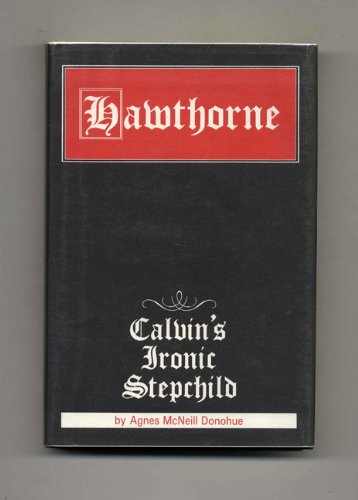 Hawthorne
Calvin's
Ironic
Stepchild
by Agnes McNeill Donohue